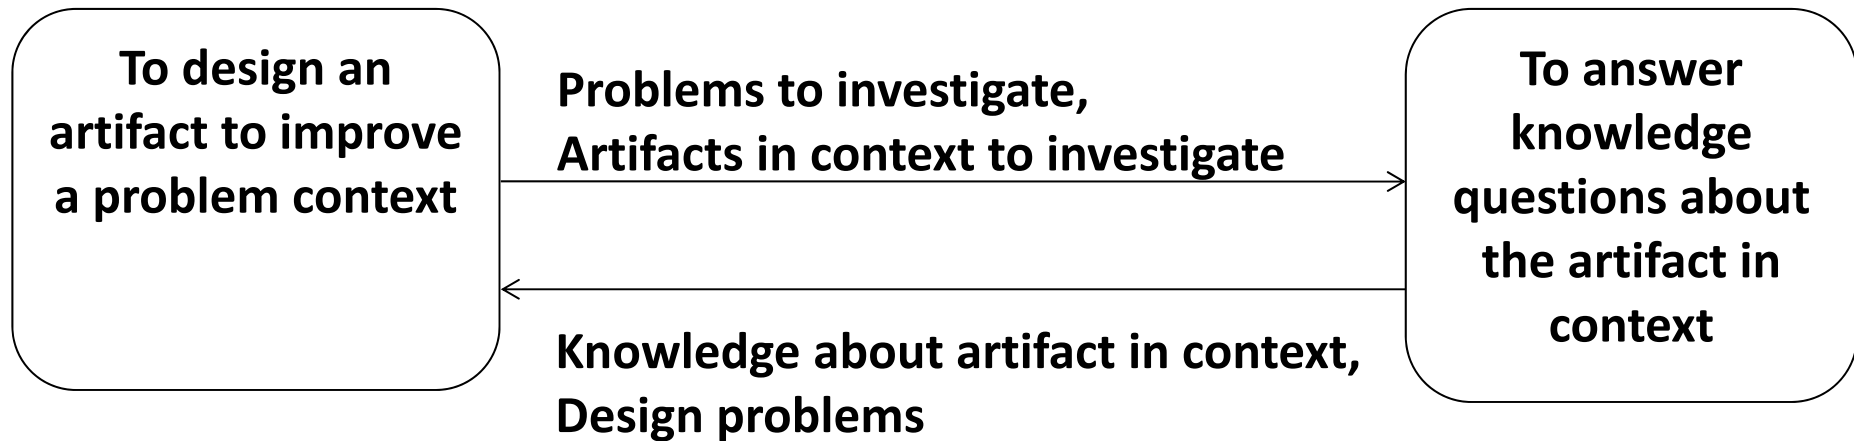 To design an
artifact to improve
a problem context
Problems to investigate,
Artifacts in context to investigate
Knowledge about artifact in context,
Design problems
To answer
knowledge
questions about
the artifact in
context